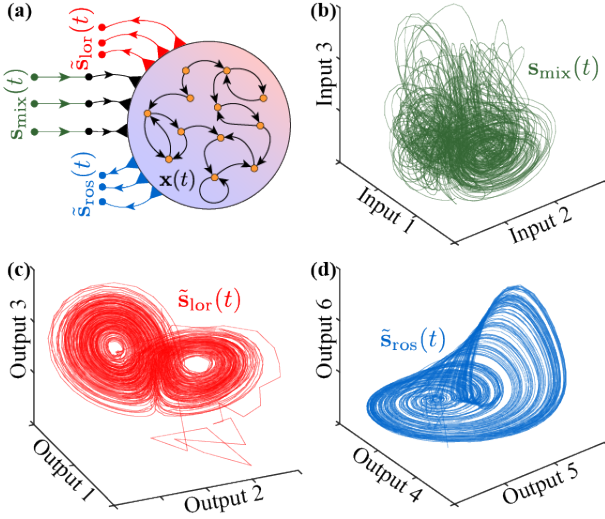 (a)
s̃lor(t)
smix(t)
s̃ros(t)
x(t)
(b)
Input 3
smix(t)
Input 1
Input 2
(c)
Output 3
s̃lor(t)
Output 1
Output 2
(d)
Output 6
s̃ros(t)
Output 4
Output 5